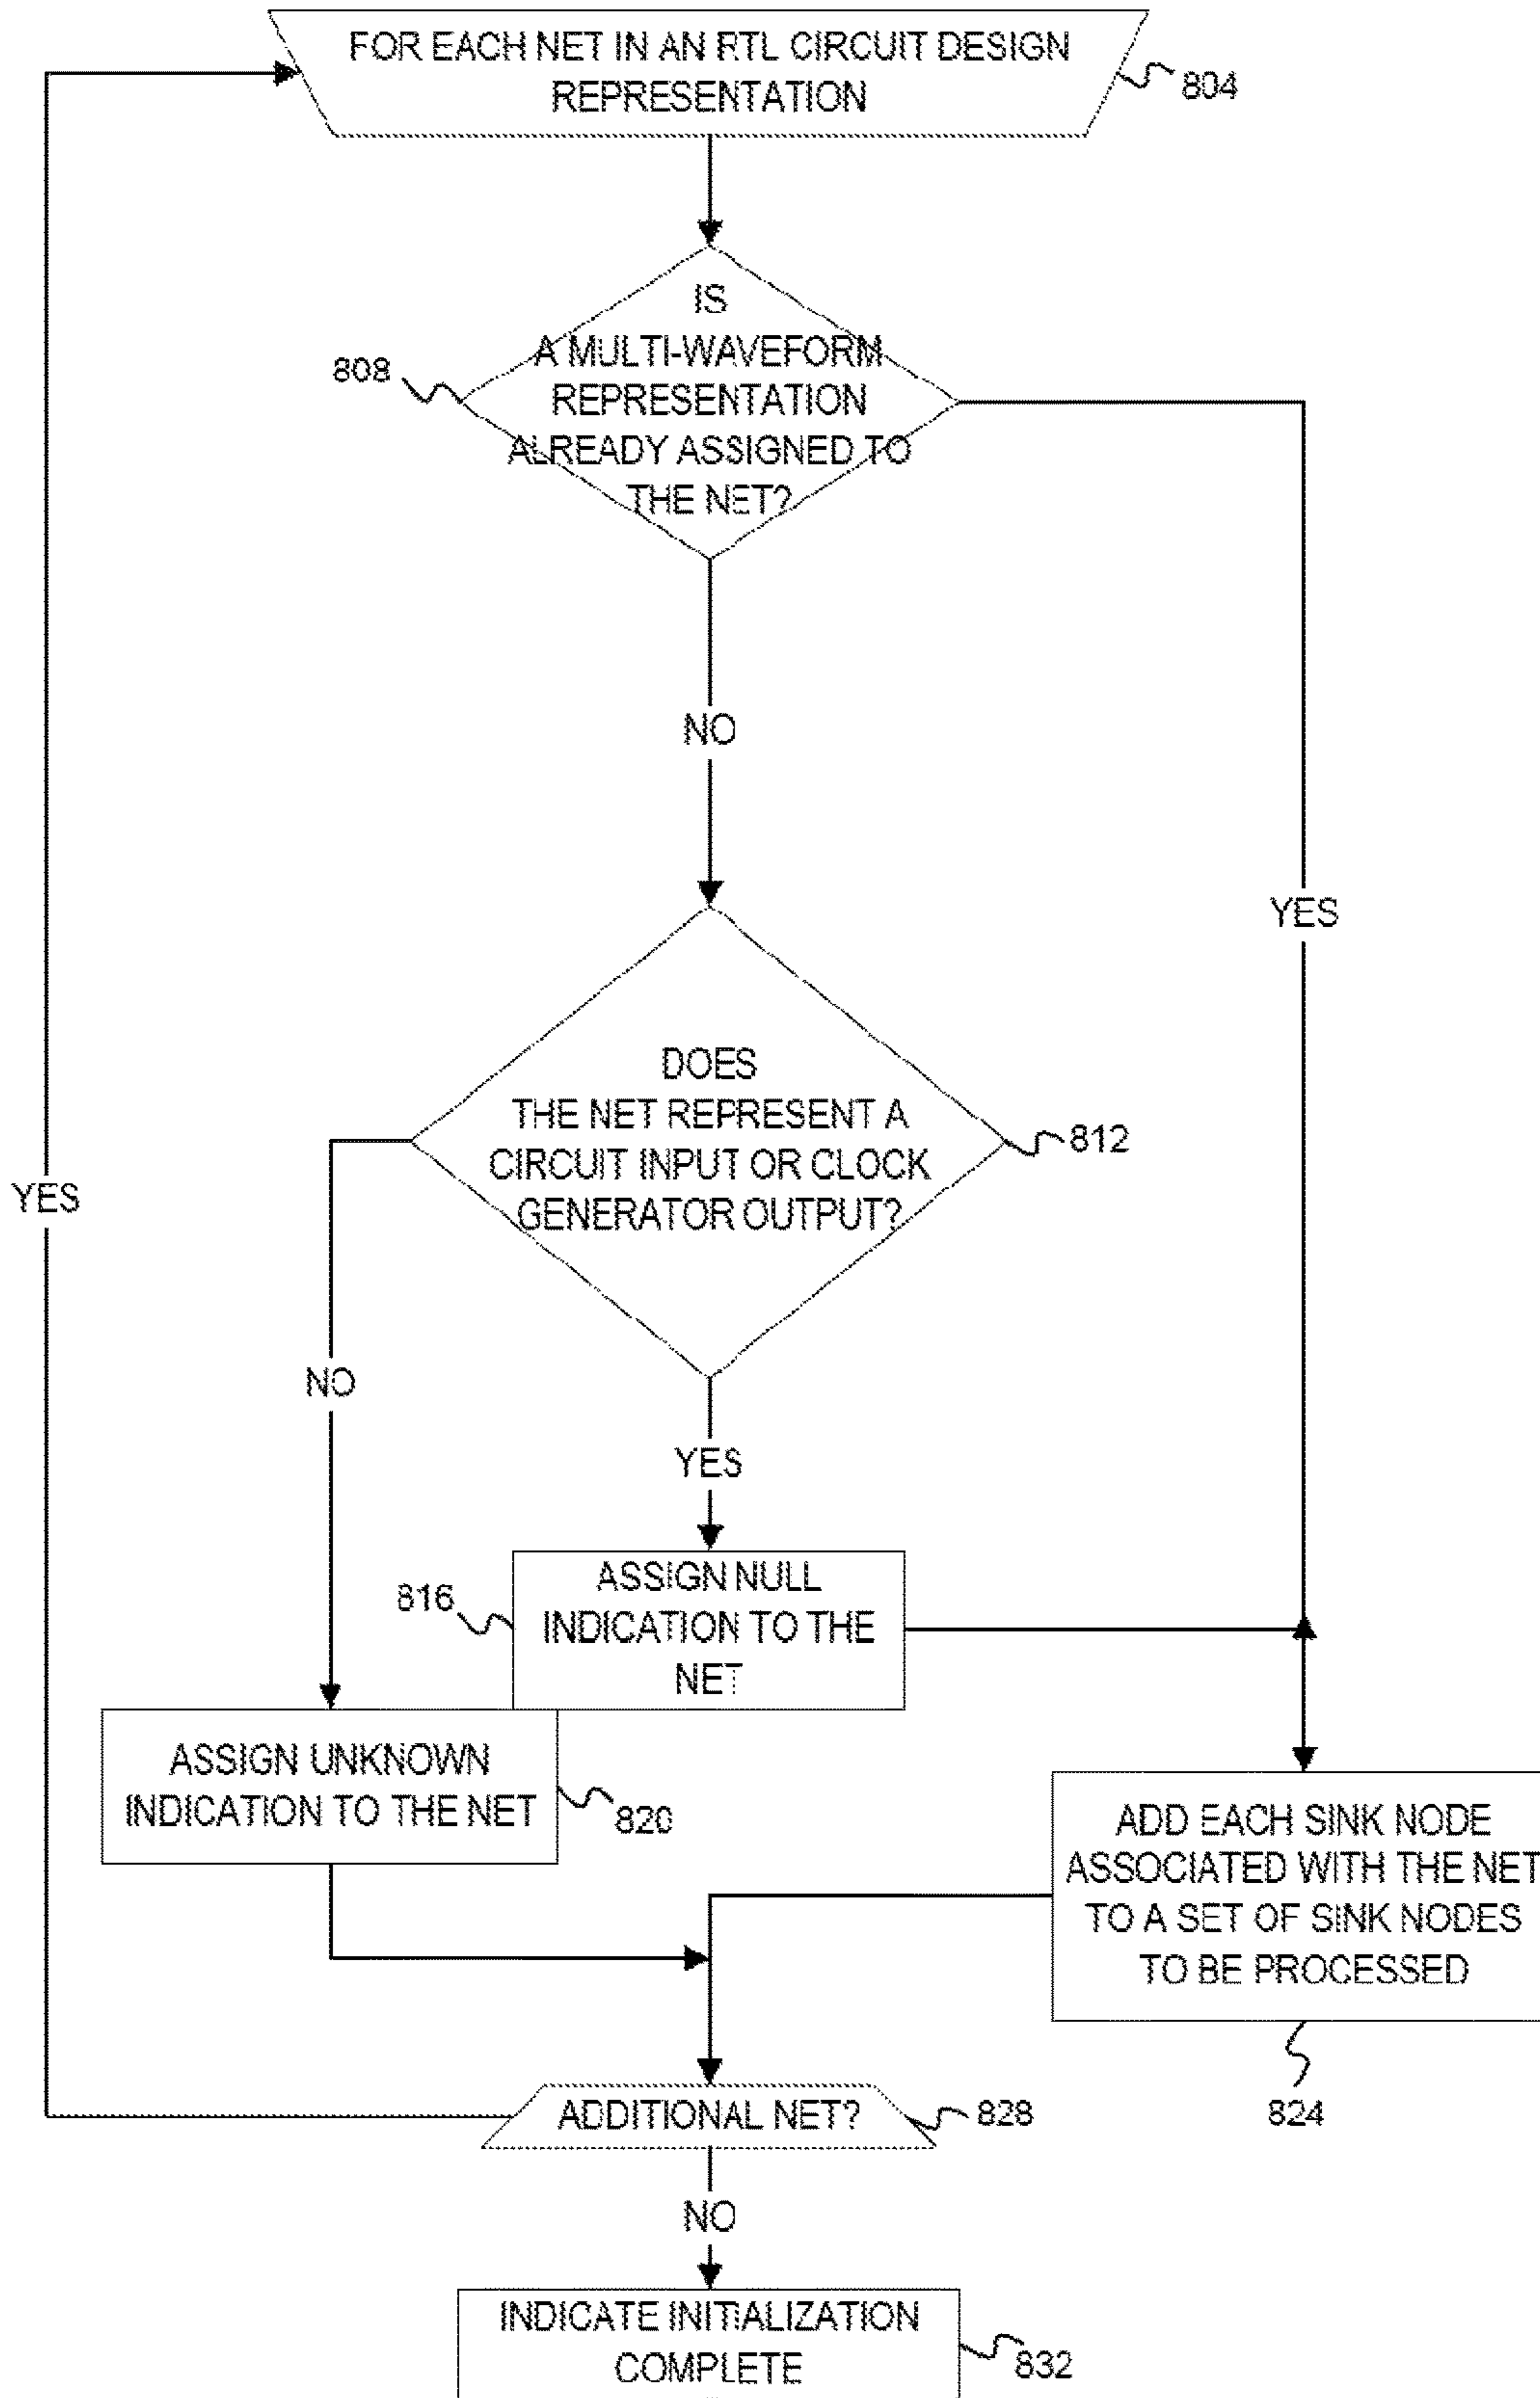 FOR EACH NET IN AN RTL CIRCUIT DESIGN
REPRESENTATION
804
IS
A MULTI-WAVEFORM
REPRESENTATION
ALREADY ASSIGNED TO
THE NET?
808
NO
YES
DOES
THE NET REPRESENT A
CIRCUIT INPUT OR CLOCK
GENERATOR OUTPUT?
812
YES
NO
YES
ASSIGN NULL
INDICATION TO THE
NET
816
ASSIGN UNKNOWN
INDICATION TO THE NET
820
ADD EACH SINK NODE
ASSOCIATED WITH THE NET
TO A SET OF SINK NODES
TO BE PROCESSED
824
ADDITIONAL NET?
828
NO
INDICATE INITIALIZATION
COMPLETE
832